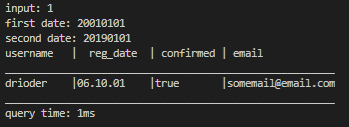 input: 1
first date: 20010101
second date: 20190101
username | reg_date | confirmed | email
drioder |06.10.01 |true |somemail@email.com
query time: 1ms